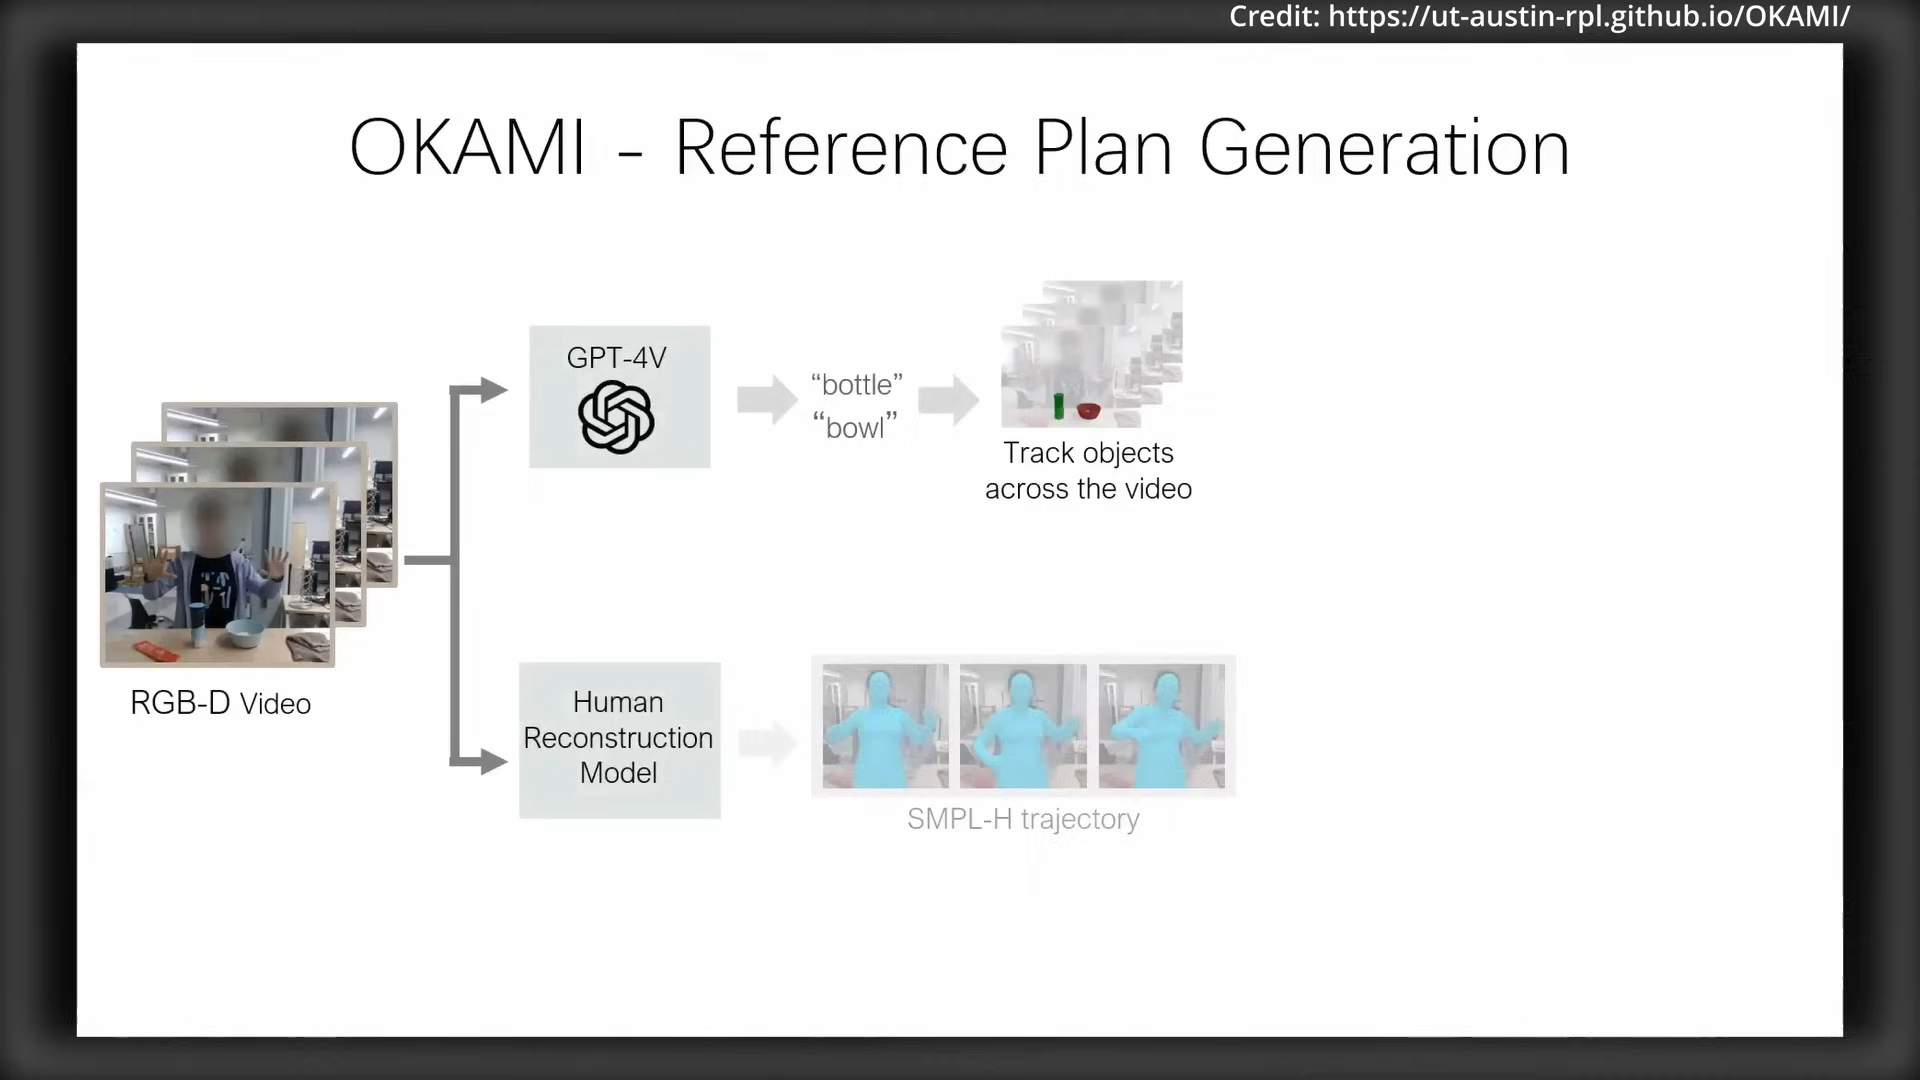 Credit: https://ut-austin-rpl.github.io/OKAMI/
OKAMI - Reference Plan Generation
GPT-4V
“bottle”
“bowl”
Track objects
across the video
RGB-D Video
Human
Reconstruction
Model
SMPL-H trajectory